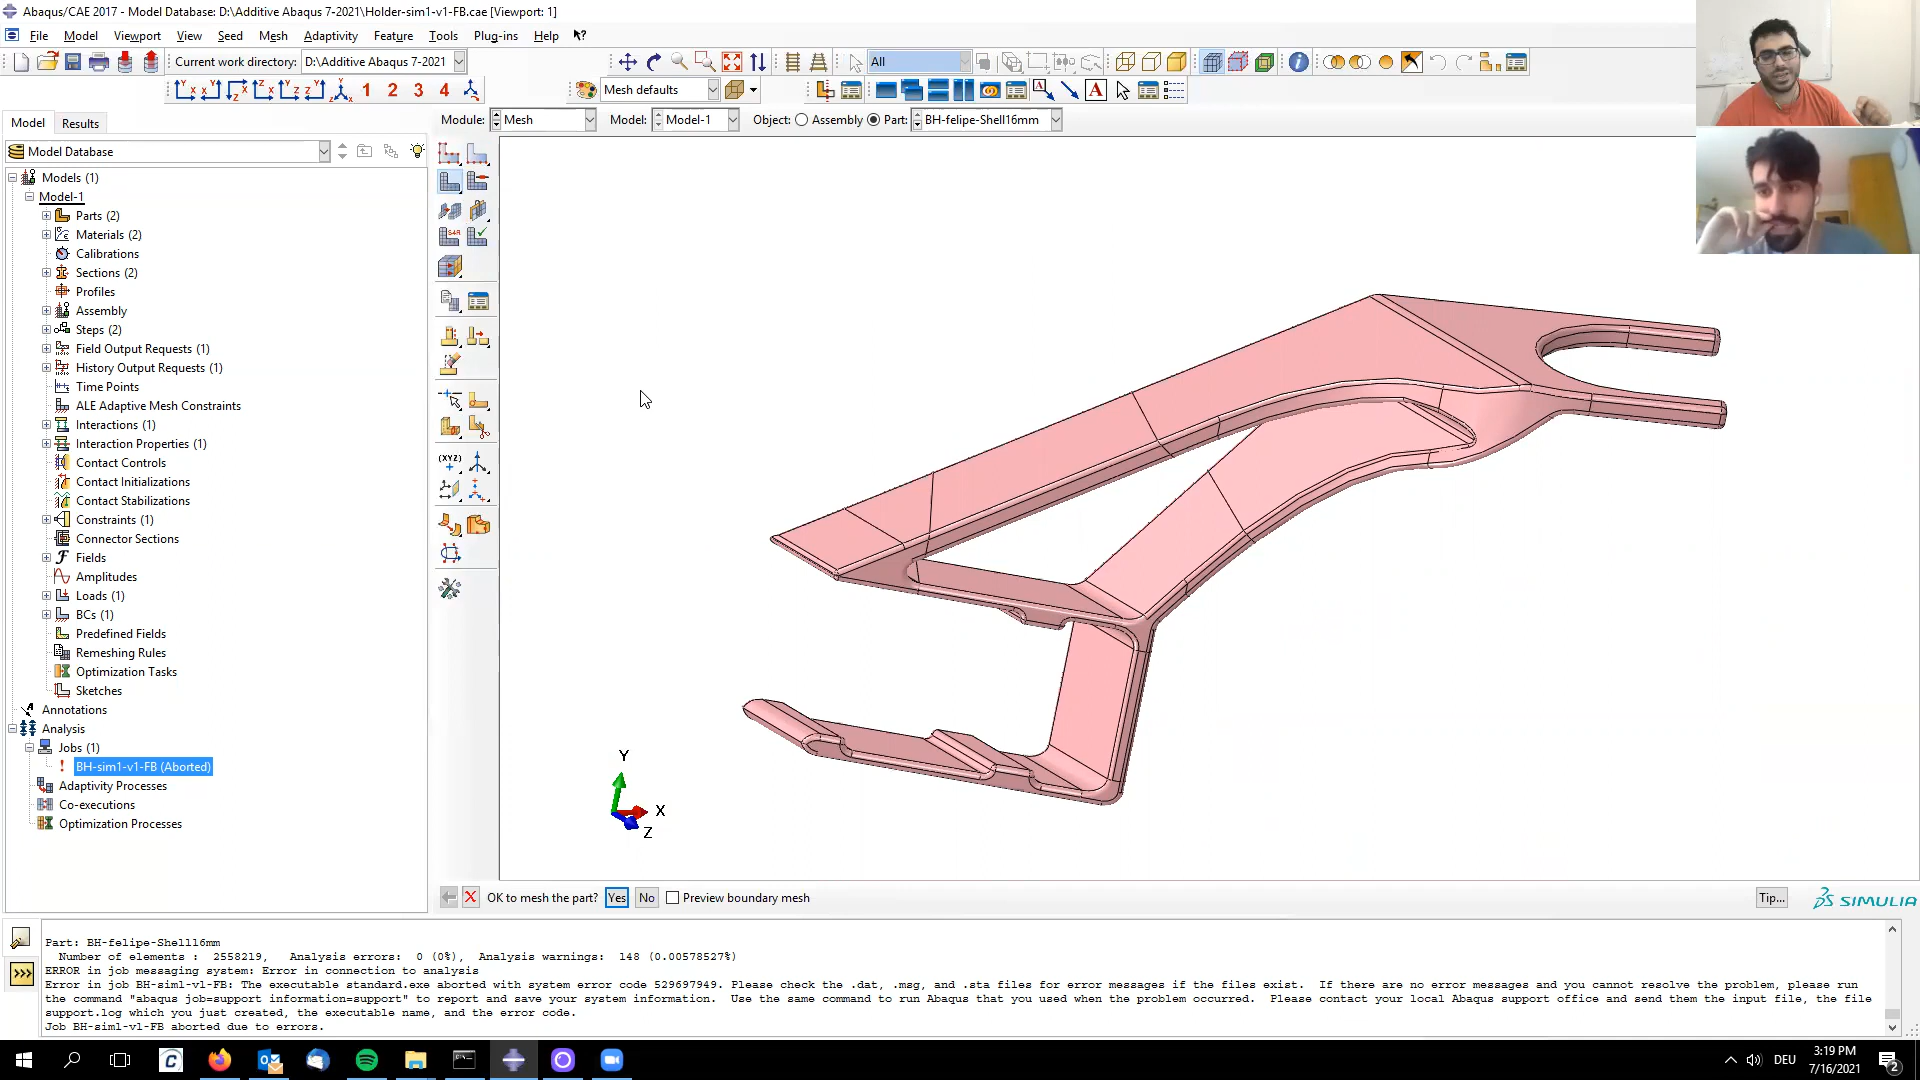 Abaqus/CAE 2017 - Model Database: D:\Additive Abaqus 7-2021\Holder-sim1-v1-FB.cae [Viewport: 1]
File Model Viewport View Seed Mesh Adaptivity Feature Tools Plug-ins Help
Current work directory: D:\Additive Abaqus 7-2021 All
1 2 3 4 Mesh defaults
Model Results Module: Mesh Model: Model-1 Object: Assembly Part: BH-felipe-Shell16mm
Model Database
Models (1)
Model-1
Parts (2)
Materials (2)
Calibrations
Sections (2)
Profiles
Assembly
Steps (2)
Field Output Requests (1)
History Output Requests (1)
Time Points
ALE Adaptive Mesh Constraints
Interactions (1)
Interaction Properties (1)
Contact Controls
Contact Initializations
Contact Stabilizations
Constraints (1)
Connector Sections
Fields
Amplitudes
Loads (1)
BCs (1)
Predefined Fields
Remeshing Rules
Optimization Tasks
Sketches
Annotations
Analysis
Jobs (1)
BH-sim1-v1-FB (Aborted)
Adaptivity Processes
Co-executions
Optimization Processes
S4R
(XYZ)
Y
X
Z
OK to mesh the part? Yes No Preview boundary mesh Tip... SIMULIA
Part: BH-felipe-Shell16mm
Number of elements : 2558219, Analysis errors: 0 (0%), Analysis warnings: 148 (0.00578527%)
ERROR in job messaging system: Error in connection to analysis
Error in job BH-sim1-v1-FB: The executable standard.exe aborted with system error code 529697949. Please check the .dat, .msg, and .sta files for error messages if the files exist. If there are no error messages and you cannot resolve the problem, please run
the command "abaqus job=support information=support" to report and save your system information. Use the same command to run Abaqus that you used when the problem occurred. Please contact your local Abaqus support office and send them the input file, the file
support.log which you just created, the executable name, and the error code.
Job BH-sim1-v1-FB aborted due to errors.
>>>
DEU
3:19 PM
7/16/2021
2